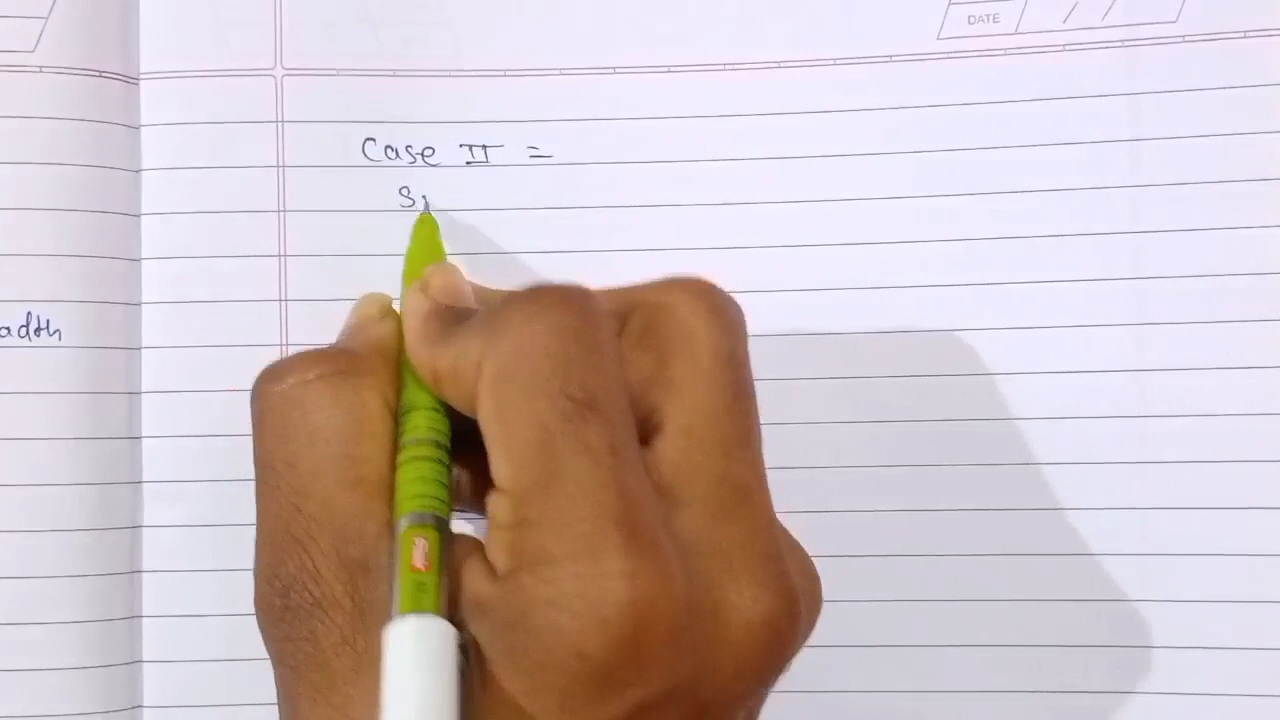 DATE / /
adth
Case II =
S